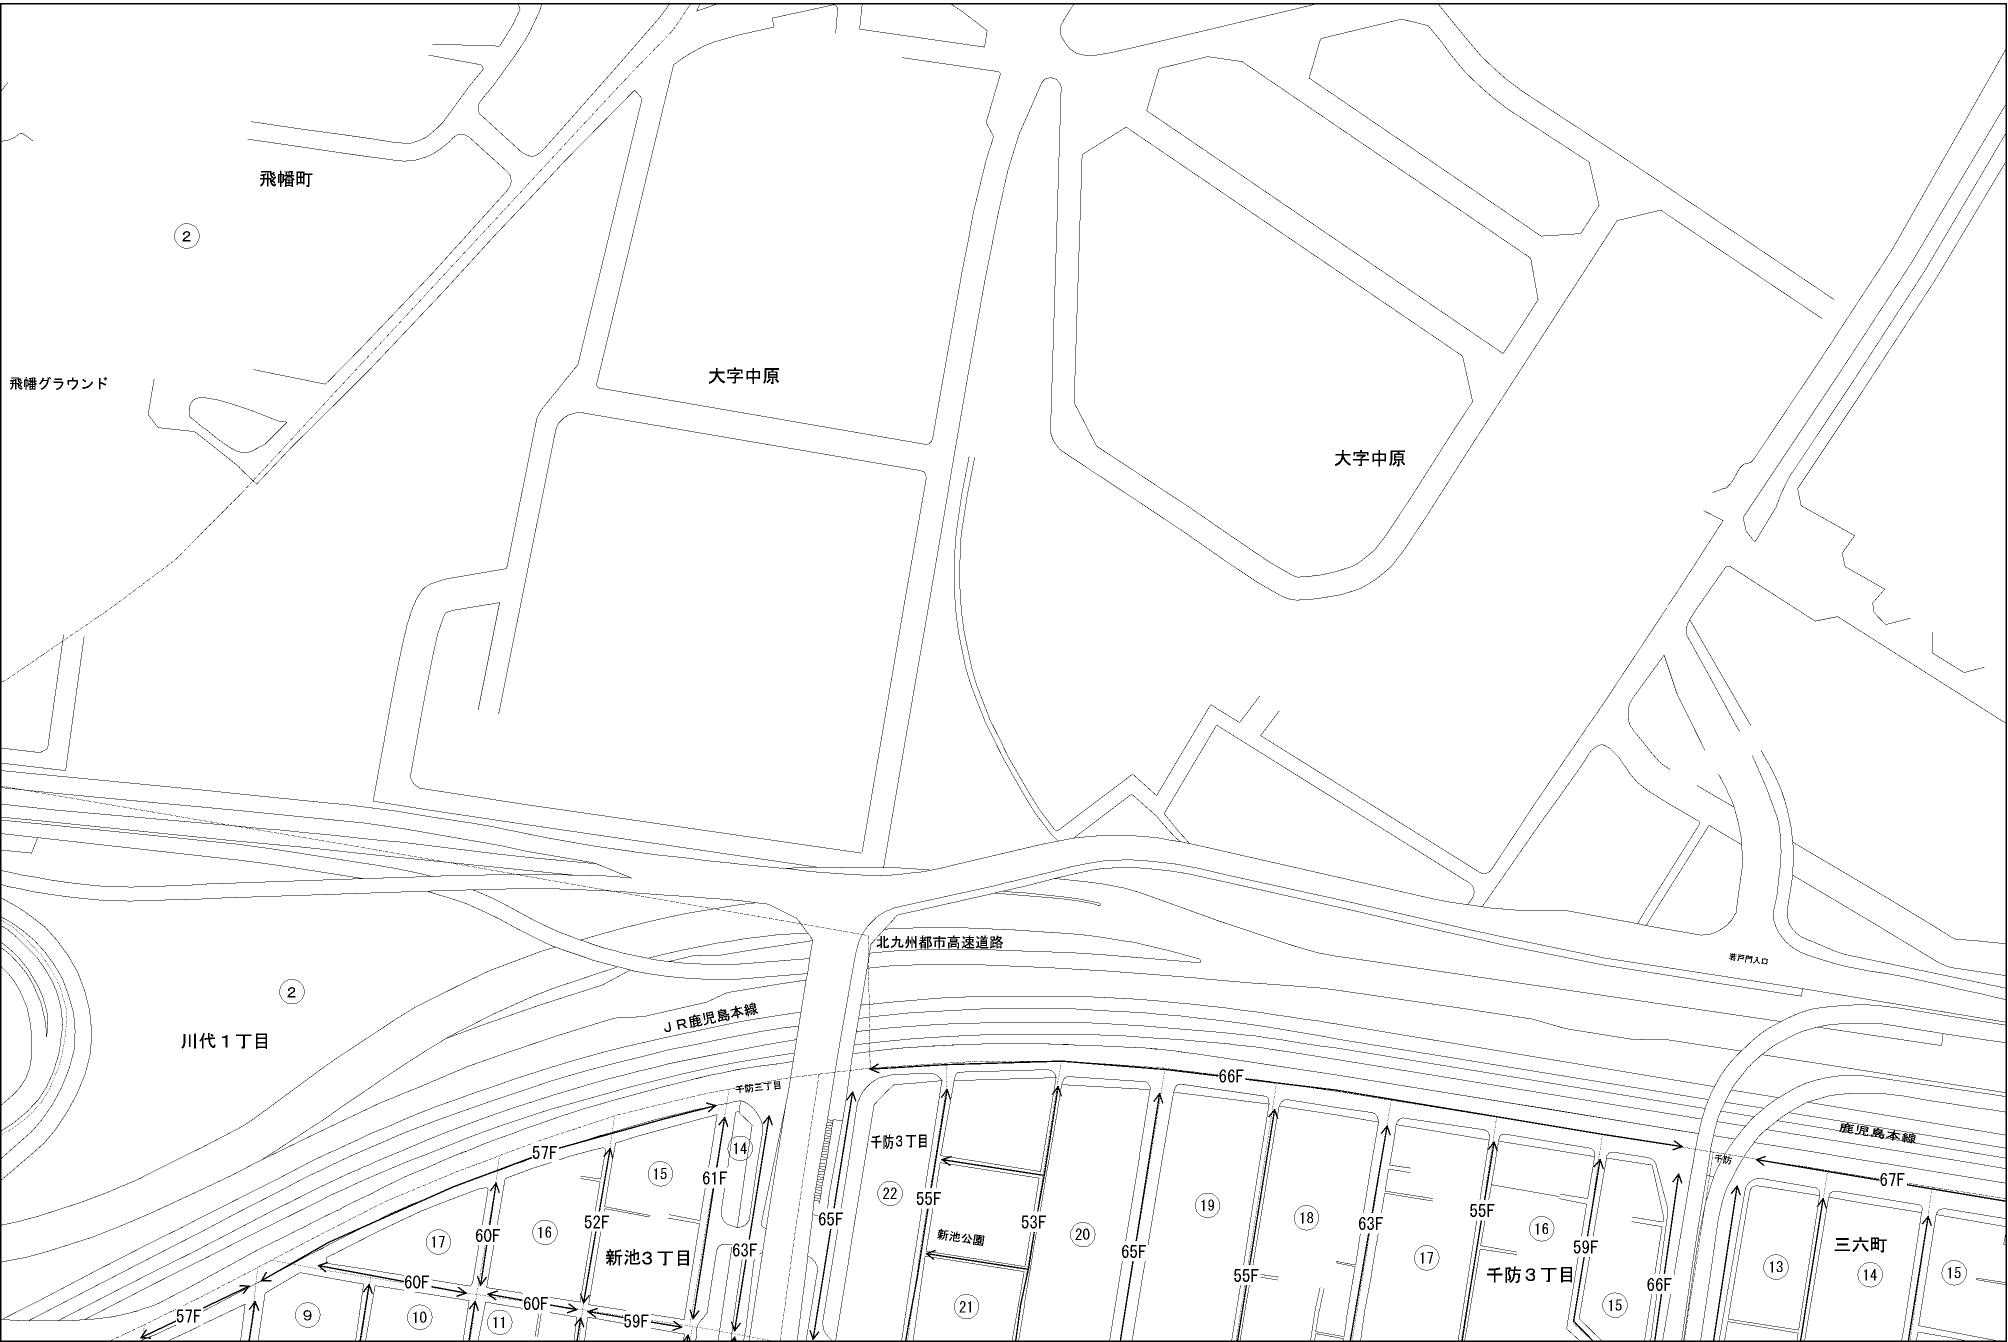 飛幡町
②
飛幡グラウンド
大字中原
大字中原
北九州都市高速道路
若戸門入口
②
川代1丁目
JR鹿児島本線
千防三丁目
66F
鹿児島本線
千防
67F
57F
15
14
61F
千防3丁目
22
55F
新池公園
53F
20
19
18
63F
55F
16
59F
17
千防3丁目
15
66F
三六町
13
14
15
17
60F
16
52F
新池3丁目
63F
65F
65F
55F
21
60F
60F
59F
57F
9
10
11